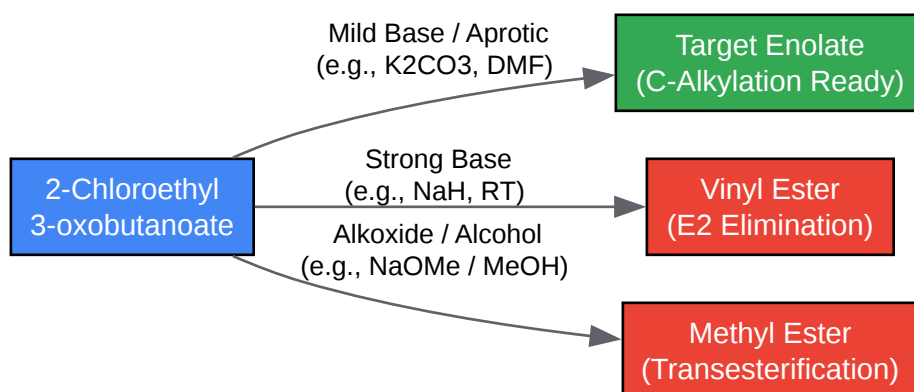 Mild Base / Aprotic
(e.g., K2CO3, DMF)
Target Enolate
(C-Alkylation Ready)
2-Chloroethyl
3-oxobutanoate
Strong Base
(e.g., NaH, RT)
Vinyl Ester
(E2 Elimination)
Alkoxide / Alcohol
(e.g., NaOMe / MeOH)
Methyl Ester
(Transesterification)